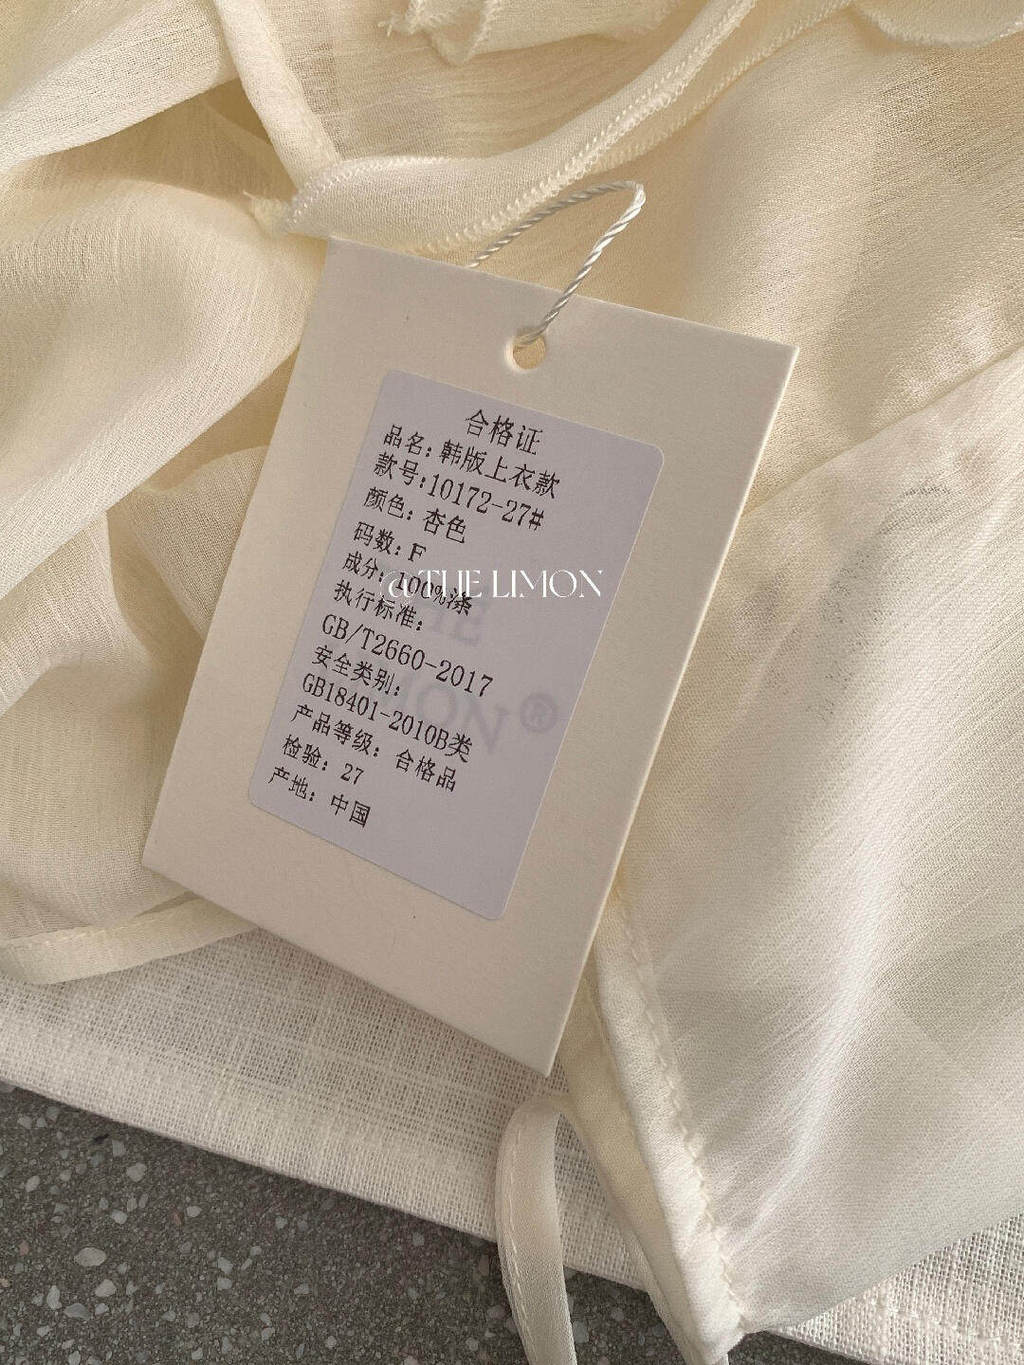 合格证
品名:韩版上衣款
款号:10172-27#
颜色:杏色
码数:F
成分:100%涤
@THE LIMON
执行标准:
GB/T2660-2017
安全类别:
GB18401-2010B类
产品等级:合格品
检验:27
产地:中国
THE
LIMON®